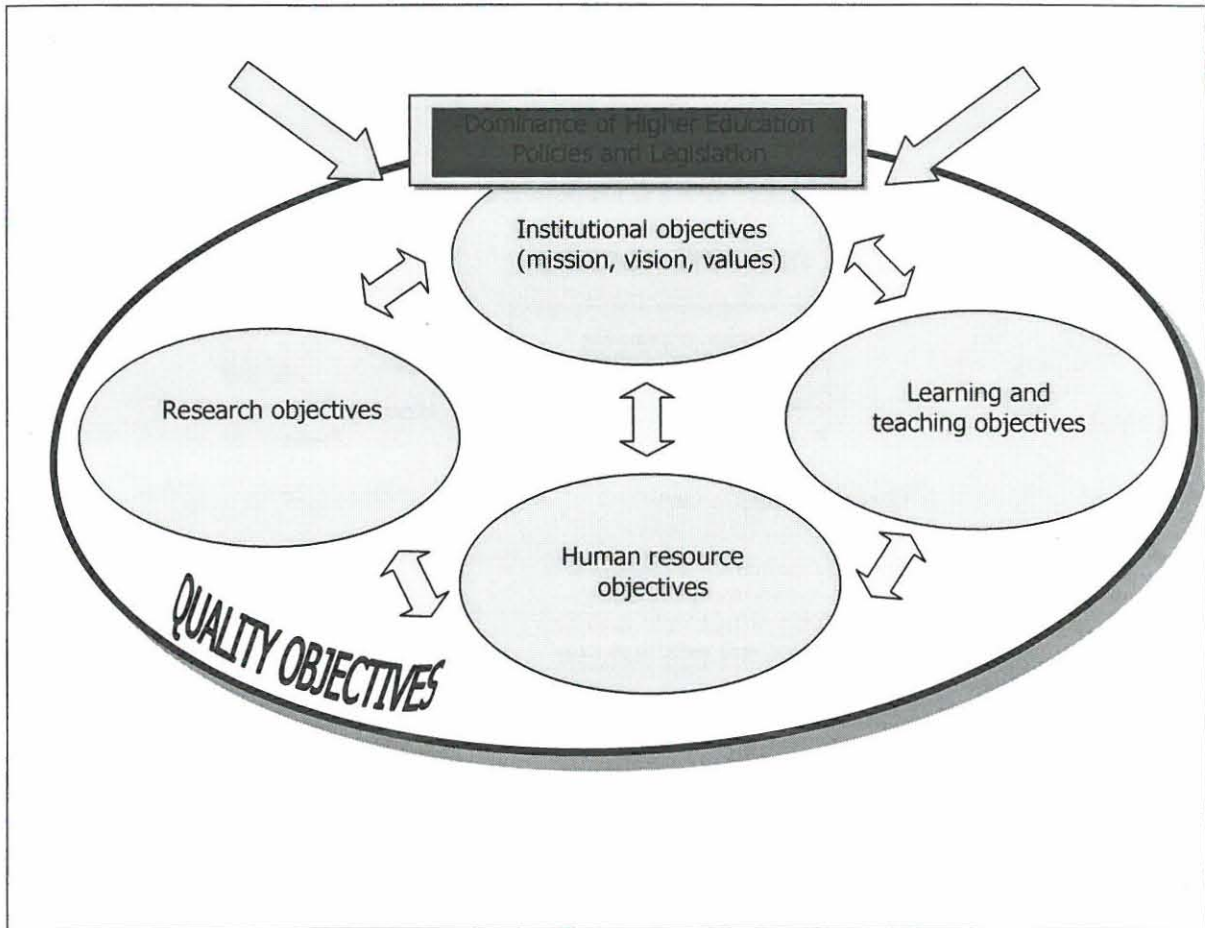 Dominance of Higher Education
Policies and Legislation
Institutional objectives
(mission, vision, values)
Research objectives
Learning and
teaching objectives
Human resource
objectives
QUALITY OBJECTIVES